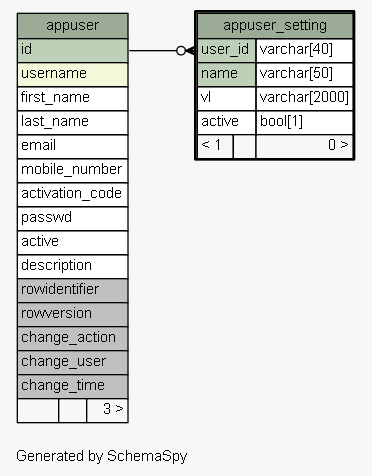 appuser
id
username
first_name
last_name
email
mobile_number
activation_code
passwd
active
description
rowidentifier
rowversion
change_action
change_user
change_time
3 >
appuser_setting
user_id varchar[40]
name varchar[50]
vl varchar[2000]
active bool[1]
< 1 0 >
Generated by SchemaSpy